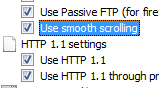 Use Passive FTP (for fire
Use smooth scrolling
HTTP 1.1 settings
Use HTTP 1.1
Use HTTP 1.1 through pr